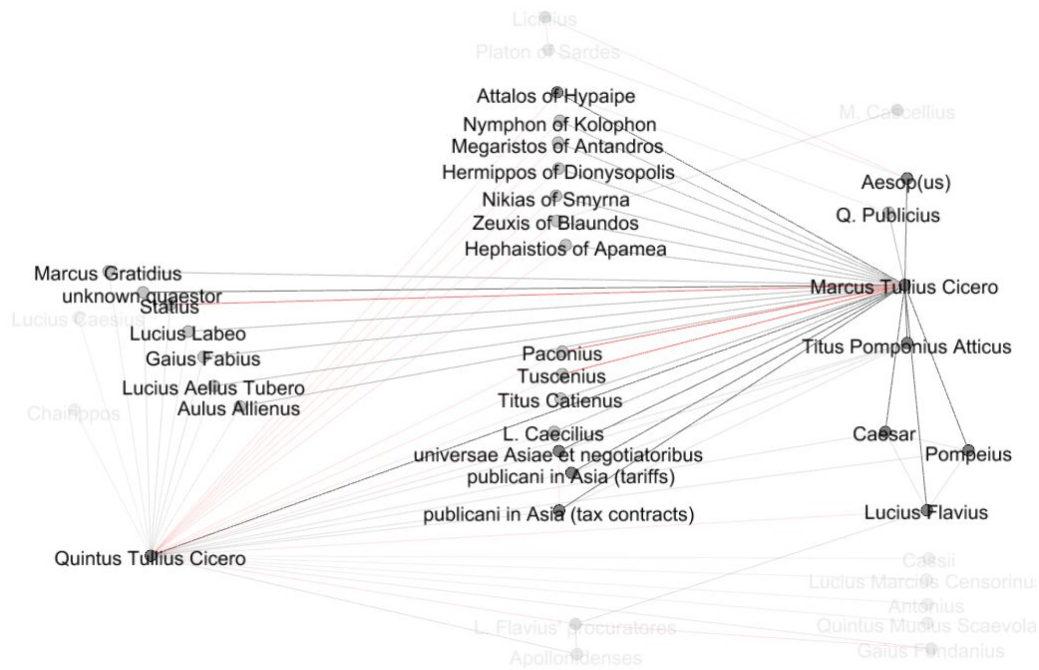 Licinius
Platon of Sardes
Attalos of Hypaipe
M. Cascellius
Nymphon of Kolophon
Megaristos of Antandros
Hermippos of Dionysopolis
Aesop(us)
Nikias of Smyrna
Q. Publicius
Zeuxis of Blaundos
Hephaistios of Apamea
Marcus Gratidius
Marcus Tullius Cicero
unknown quaestor
Statius
Lucius Caesius
Lucius Labeo
Titus Pomponius Atticus
Paconius
Gaius Fabius
Tuscenius
Lucius Aelius Tubero
Titus Catienus
Aulus Allienus
Chairippos
L. Caecilius
Caesar
universae Asiae et negotiatoribus
Pompeius
publicani in Asia (tariffs)
publicani in Asia (tax contracts)
Lucius Flavius
Quintus Tullius Cicero
Cassii
Lucius Marcius Censorinus
Antonius
L. Flavius' procuratores
Quintus Mucius Scaevola
Gaius Fundanius
Apollonidenses